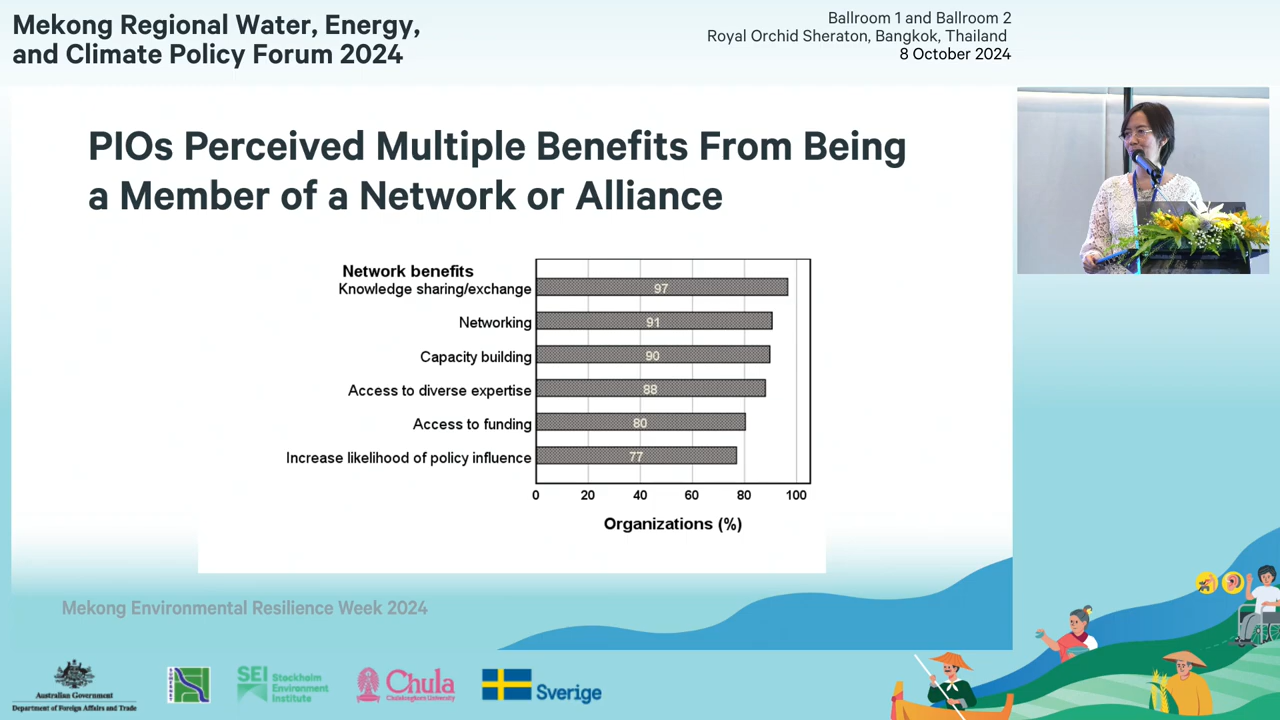 Mekong Regional Water, Energy,
and Climate Policy Forum 2024
Ballroom 1 and Ballroom 2
Royal Orchid Sheraton, Bangkok, Thailand
8 October 2024
PIOs Perceived Multiple Benefits From Being
a Member of a Network or Alliance
Network benefits
Knowledge sharing/exchange 97
Networking 91
Capacity building 90
Access to diverse expertise 88
Access to funding 80
Increase likelihood of policy influence 77
0 20 40 60 80 100
Organizations (%)
Mekong Environmental Resilience Week 2024
Australian Government
Department of Foreign Affairs and Trade
SEI Stockholm
Environment
Institute
Chula
Chulalongkorn University
Sverige